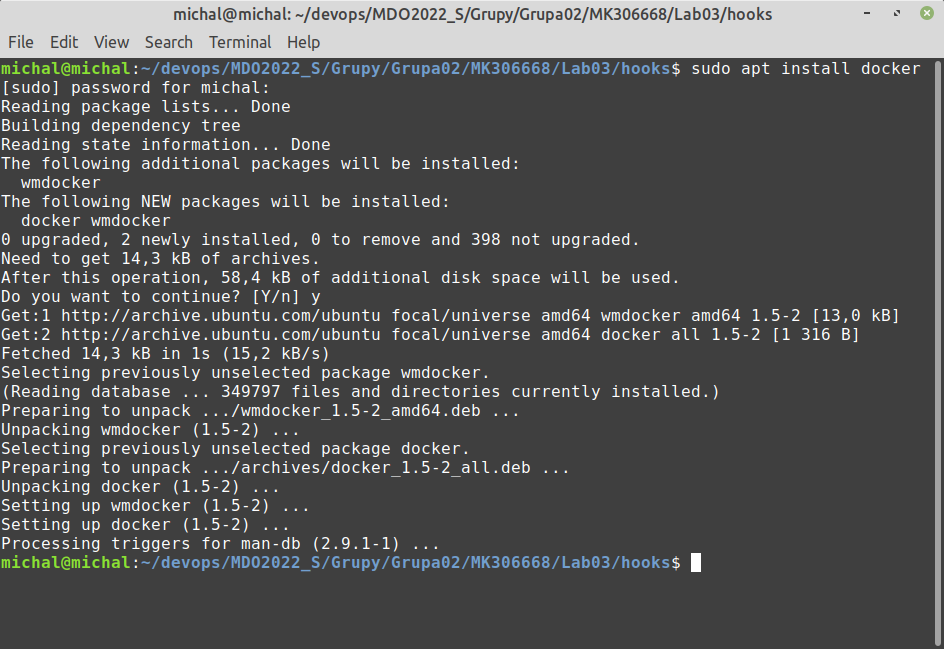 michal@michal: ~/devops/MDO2022_S/Grupy/Grupa02/MK306668/Lab03/hooks
File Edit View Search Terminal Help
michal@michal:~/devops/MDO2022_S/Grupy/Grupa02/MK306668/Lab03/hooks$ sudo apt install docker
[sudo] password for michal:
Reading package lists... Done
Building dependency tree
Reading state information... Done
The following additional packages will be installed:
  wmdocker
The following NEW packages will be installed:
  docker wmdocker
0 upgraded, 2 newly installed, 0 to remove and 398 not upgraded.
Need to get 14,3 kB of archives.
After this operation, 58,4 kB of additional disk space will be used.
Do you want to continue? [Y/n] y
Get:1 http://archive.ubuntu.com/ubuntu focal/universe amd64 wmdocker amd64 1.5-2 [13,0 kB]
Get:2 http://archive.ubuntu.com/ubuntu focal/universe amd64 docker all 1.5-2 [1 316 B]
Fetched 14,3 kB in 1s (15,2 kB/s)
Selecting previously unselected package wmdocker.
(Reading database ... 349797 files and directories currently installed.)
Preparing to unpack .../wmdocker_1.5-2_amd64.deb ...
Unpacking wmdocker (1.5-2) ...
Selecting previously unselected package docker.
Preparing to unpack .../archives/docker_1.5-2_all.deb ...
Unpacking docker (1.5-2) ...
Setting up wmdocker (1.5-2) ...
Setting up docker (1.5-2) ...
Processing triggers for man-db (2.9.1-1) ...
michal@michal:~/devops/MDO2022_S/Grupy/Grupa02/MK306668/Lab03/hooks$